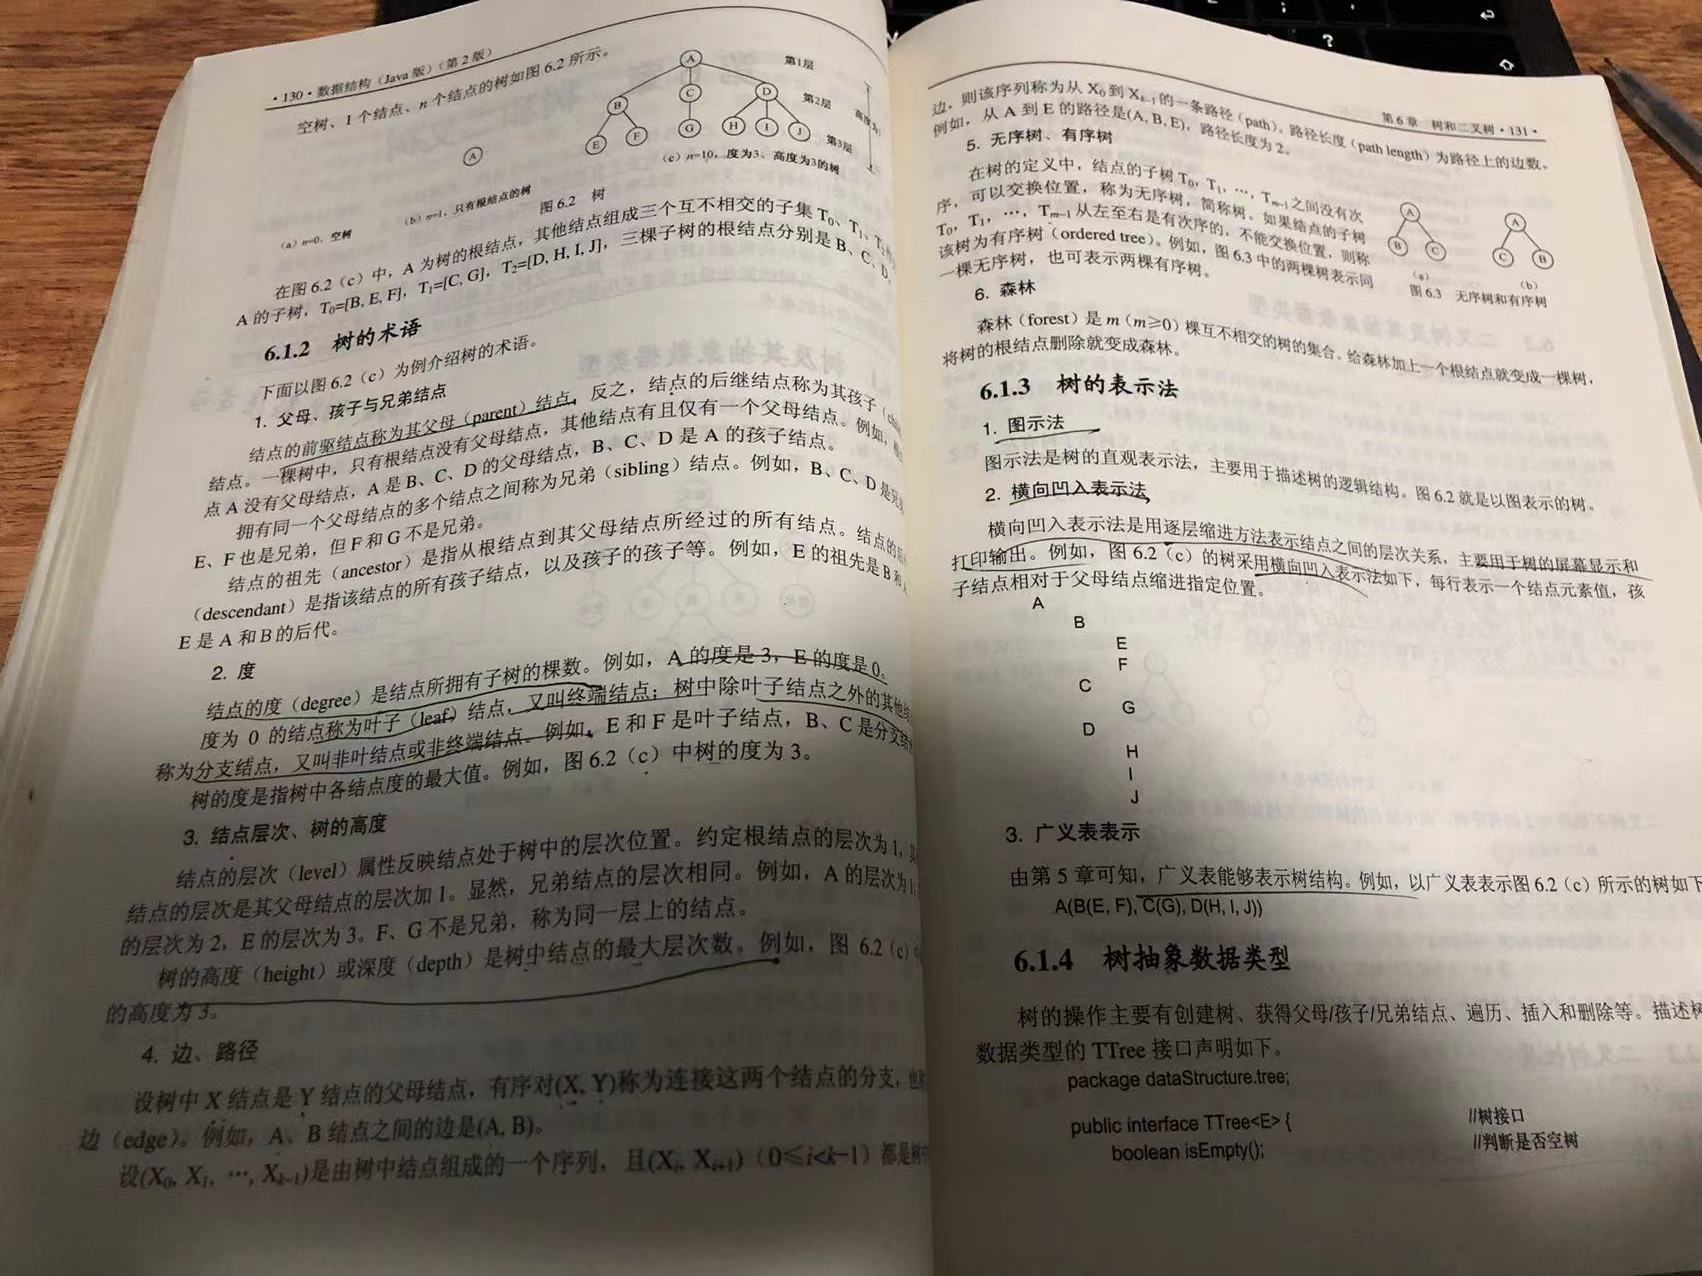 ·130·数据结构（Java 版）（第 2 版）
空树、1 个结点、n 个结点的树如图 6.2 所示。
A
A
B
C
D
E
F
G
H
I
J
第1层
第2层
第3层
(a) n=0，空树
(b) n=1，只有根结点的树
(c) n=10，度为3、高度为3的树
图 6.2 树
在图 6.2（c）中，A 为树的根结点，其他结点组成三个互不相交的子集 T₀、T₁、
A 的子树，T₀=[B, E, F]，T₁=[C, G]，T₂=[D, H, I, J]，三棵子树的根结点分别是 B、C、D。
6.1.2 树的术语
下面以图 6.2（c）为例介绍树的术语。
1. 父母、孩子与兄弟结点
结点的前驱结点称为其父母（parent）结点，反之，结点的后继结点称为其孩子
结点。一棵树中，只有根结点没有父母结点，其他结点有且仅有一个父母结点。例如，
点 A 没有父母结点，A 是 B、C、D 的父母结点，B、C、D 是 A 的孩子结点。
拥有同一个父母结点的多个结点之间称为兄弟（sibling）结点。例如，B、C、D 是
E、F 也是兄弟，但 F 和 G 不是兄弟。
结点的祖先（ancestor）是指从根结点到其父母结点所经过的所有结点。结点的
（descendant）是指该结点的所有孩子结点，以及孩子的孩子等。例如，E 的祖先是 B 和
E 是 A 和 B 的后代。
2. 度
结点的度（degree）是结点所拥有子树的棵数。例如，A 的度是 3，E 的度是 0。
度为 0 的结点称为叶子（leaf）结点，又叫终端结点；树中除叶子结点之外的其他
称为分支结点，又叫非叶结点或非终端结点。例如，E 和 F 是叶子结点，B、C 是分支
树的度是指树中各结点度的最大值。例如，图 6.2（c）中树的度为 3。
3. 结点层次、树的高度
结点的层次（level）属性反映结点处于树中的层次位置。约定根结点的层次为 1，
结点的层次是其父母结点的层次加 1。显然，兄弟结点的层次相同。例如，A 的层次为 1，
的层次为 2，E 的层次为 3。F、G 不是兄弟，称为同一层上的结点。
树的高度（height）或深度（depth）是树中结点的最大层次数。例如，图 6.2（c）
的高度为 3。
4. 边、路径
设树中 X 结点是 Y 结点的父母结点，有序对(X, Y)称为连接这两个结点的分支，
边（edge）。例如，A、B 结点之间的边是(A, B)。
设(X₀, X₁, …, Xₖ₋₁)是由树中结点组成的一个序列，且(Xᵢ, Xᵢ₊₁)（0≤i<k−1）都是
第 6 章 树和二叉树·131·
边，则该序列称为从 X₀ 到 Xₖ₋₁ 的一条路径（path）。路径长度（path length）为路径上的边数。
例如，从 A 到 E 的路径是(A, B, E)，路径长度为 2。
5. 无序树、有序树
在树的定义中，结点的子树 T₀，T₁，…，Tₘ₋₁之间没有次
序，可以交换位置，称为无序树，简称树。如果结点的子树
T₀，T₁，…，Tₘ₋₁ 从左至右是有次序的，不能交换位置，则称
该树为有序树（ordered tree）。例如，图 6.3 中的两棵树表示同
一棵无序树，也可表示两棵有序树。
A
B
C
A
C
B
(a)
(b)
图 6.3 无序树和有序树
6. 森林
森林（forest）是 m（m≥0）棵互不相交的树的集合。给森林加上一个根结点就变成一棵树，
将树的根结点删除就变成森林。
6.1.3 树的表示法
1. 图示法
图示法是树的直观表示法，主要用于描述树的逻辑结构。图 6.2 就是以图表示的树。
2. 横向凹入表示法
横向凹入表示法是用逐层缩进方法表示结点之间的层次关系，主要用于树的屏幕显示和
打印输出。例如，图 6.2（c）的树采用横向凹入表示法如下，每行表示一个结点元素值，孩
子结点相对于父母结点缩进指定位置。
A
B
E
F
C
G
D
H
I
J
3. 广义表表示
由第 5 章可知，广义表能够表示树结构。例如，以广义表表示图 6.2（c）所示的树如下
A(B(E, F), C(G), D(H, I, J))
6.1.4 树抽象数据类型
树的操作主要有创建树、获得父母/孩子/兄弟结点、遍历、插入和删除等。描述树
数据类型的 TTree 接口声明如下。
package dataStructure.tree;
public interface TTree<E> { //树接口
boolean isEmpty(); //判断是否空树